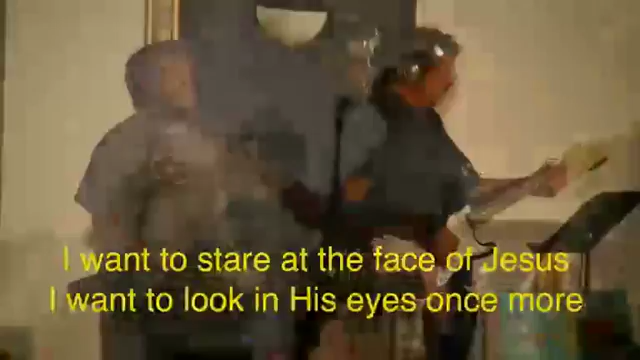 I want to stare at the face of Jesus
I want to look in His eyes once more